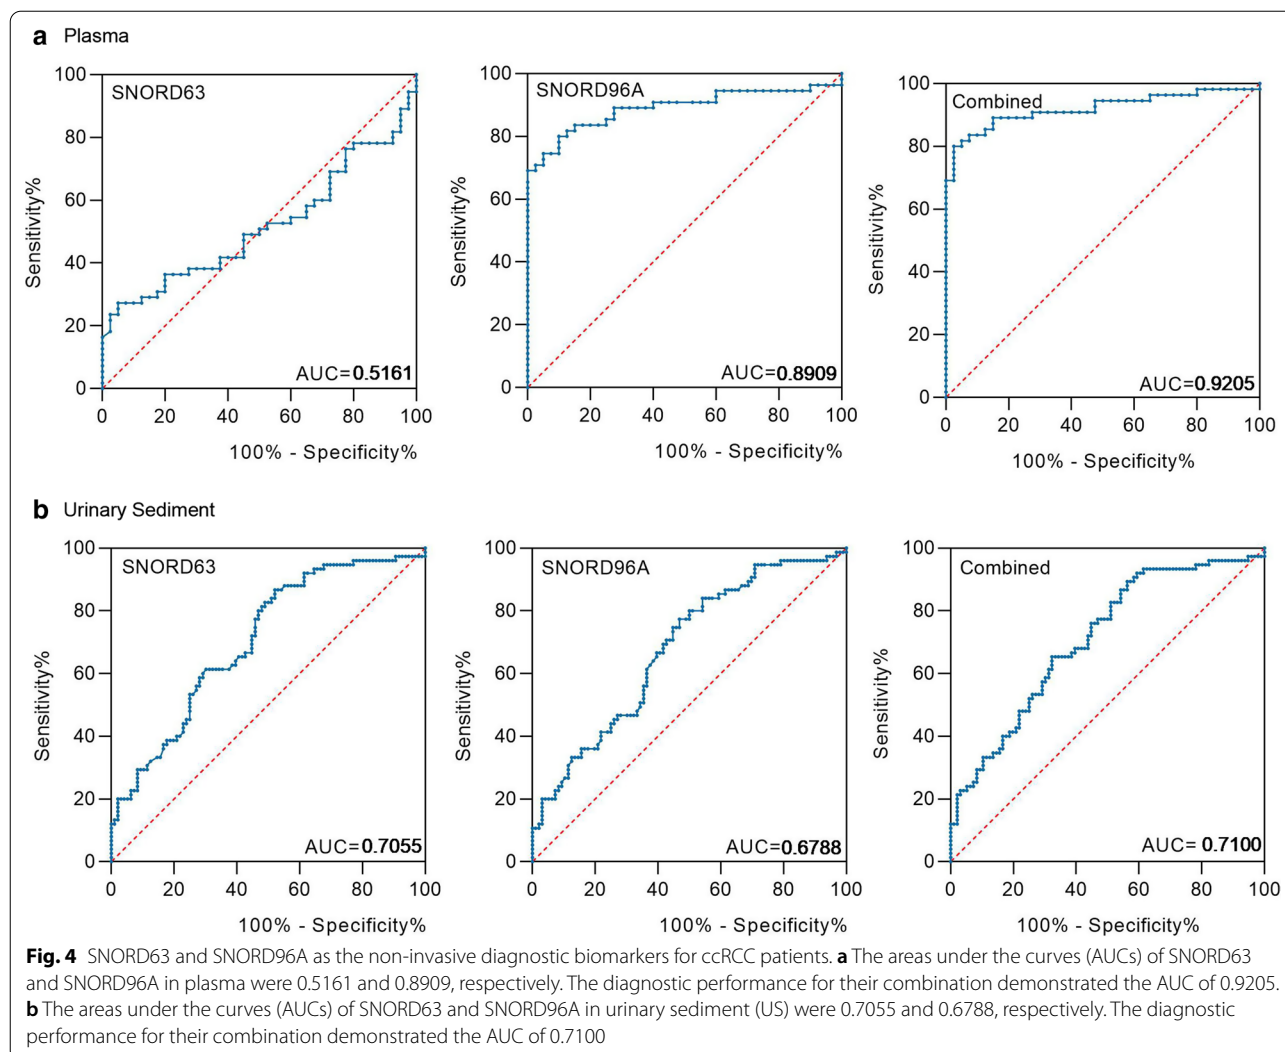 a Plasma
SNORD63
100
80
60
40
20
0
Sensitivity%
AUC=0.5161
0 20 40 60 80 100
100% - Specificity%
SNORD96A
100
80
60
40
20
0
Sensitivity%
AUC=0.8909
0 20 40 60 80 100
100% - Specificity%
Combined
100
80
60
40
20
0
Sensitivity%
AUC=0.9205
0 20 40 60 80 100
100% - Specificity%
b Urinary Sediment
SNORD63
100
80
60
40
20
0
Sensitivity%
AUC=0.7055
0 20 40 60 80 100
100% - Specificity%
SNORD96A
100
80
60
40
20
0
Sensitivity%
AUC=0.6788
0 20 40 60 80 100
100% - Specificity%
Combined
100
80
60
40
20
0
Sensitivity%
AUC= 0.7100
0 20 40 60 80 100
100% - Specificity%
Fig. 4 SNORD63 and SNORD96A as the non-invasive diagnostic biomarkers for ccRCC patients. a The areas under the curves (AUCs) of SNORD63
and SNORD96A in plasma were 0.5161 and 0.8909, respectively. The diagnostic performance for their combination demonstrated the AUC of 0.9205.
b The areas under the curves (AUCs) of SNORD63 and SNORD96A in urinary sediment (US) were 0.7055 and 0.6788, respectively. The diagnostic
performance for their combination demonstrated the AUC of 0.7100